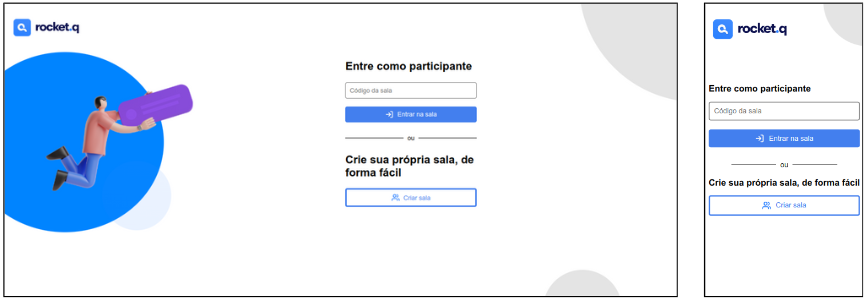 rocket.q
Entre como participante
Código da sala
Entrar na sala
ou
Crie sua própria sala, de
forma fácil
Criar sala
rocket.q
Entre como participante
Código da sala
Entrar na sala
ou
Crie sua própria sala, de forma fácil
Criar sala